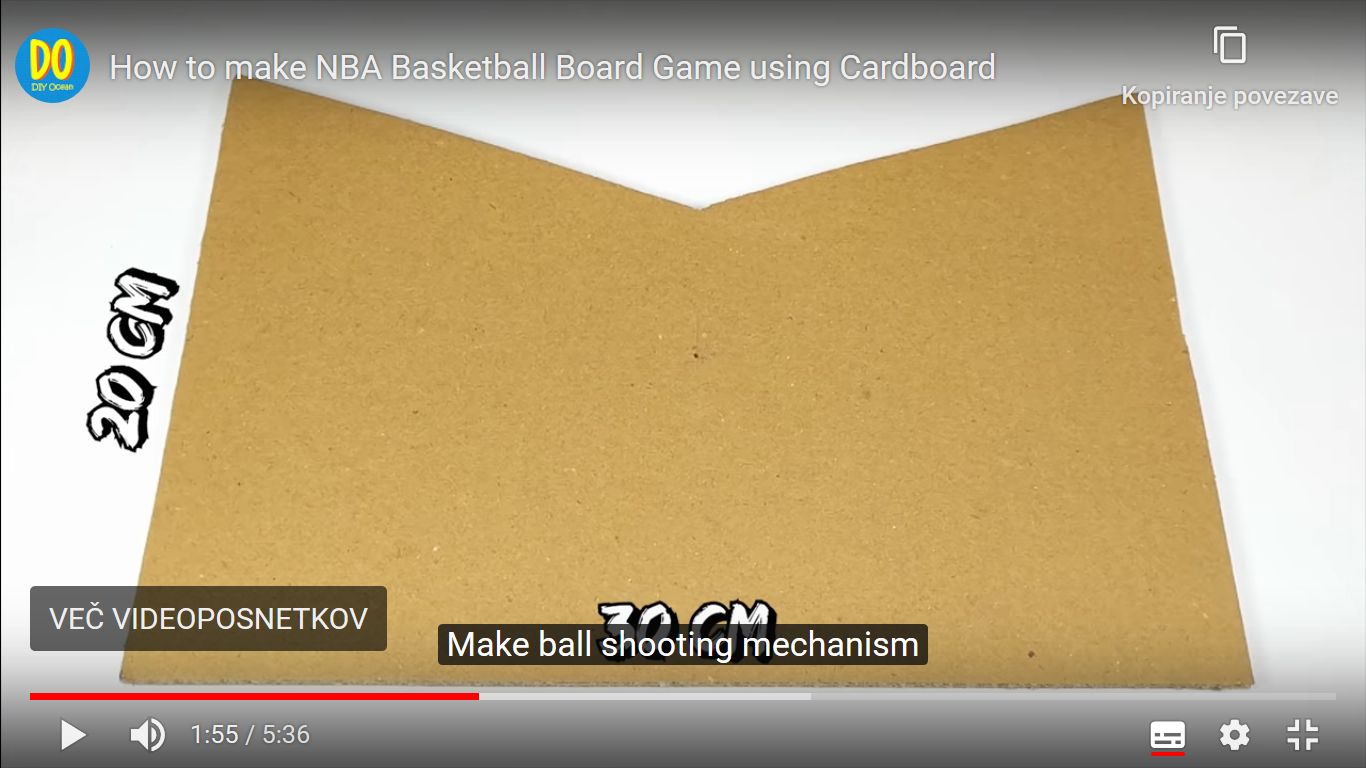 DO
DIY Ocean
How to make NBA Basketball Board Game using Cardboard
Kopiranje povezave
20 CM
30 CM
VEČ VIDEOPOSNETKOV
Make ball shooting mechanism
1:55 / 5:36